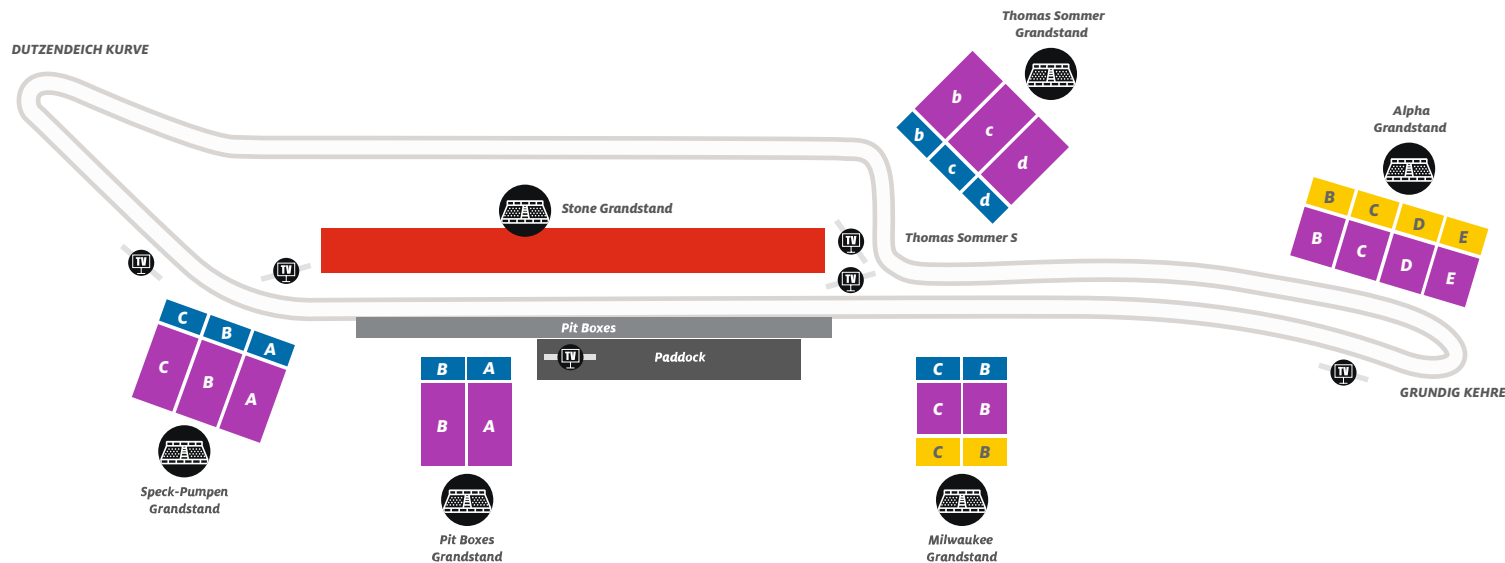 Thomas Sommer
Grandstand
DUTZENDEICH KURVE
b
c
d
b
c
d
Thomas Sommer S
Alpha
Grandstand
B
C
D
E
B
C
D
E
Stone Grandstand
TV
TV
TV
TV
Pit Boxes
TV
Paddock
C
B
A
C
B
A
Speck-Pumpen
Grandstand
B
A
B
A
Pit Boxes
Grandstand
C
B
C
B
C
B
Milwaukee
Grandstand
TV
GRUNDIG KEHRE